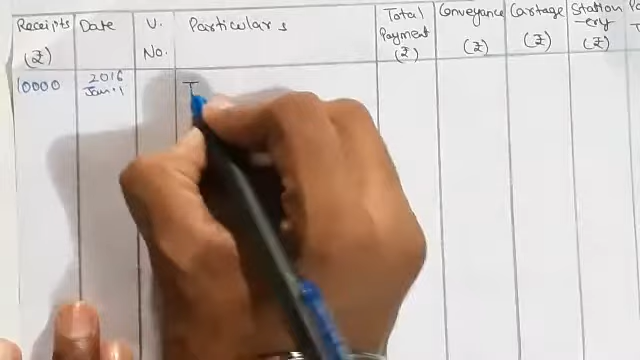 Receipts Date V. Particulars Total Conveyance Cartage Station
(₹) No. Payment (₹) (₹) -ery
(₹) (₹)
10000 2016
Jan. 1
T